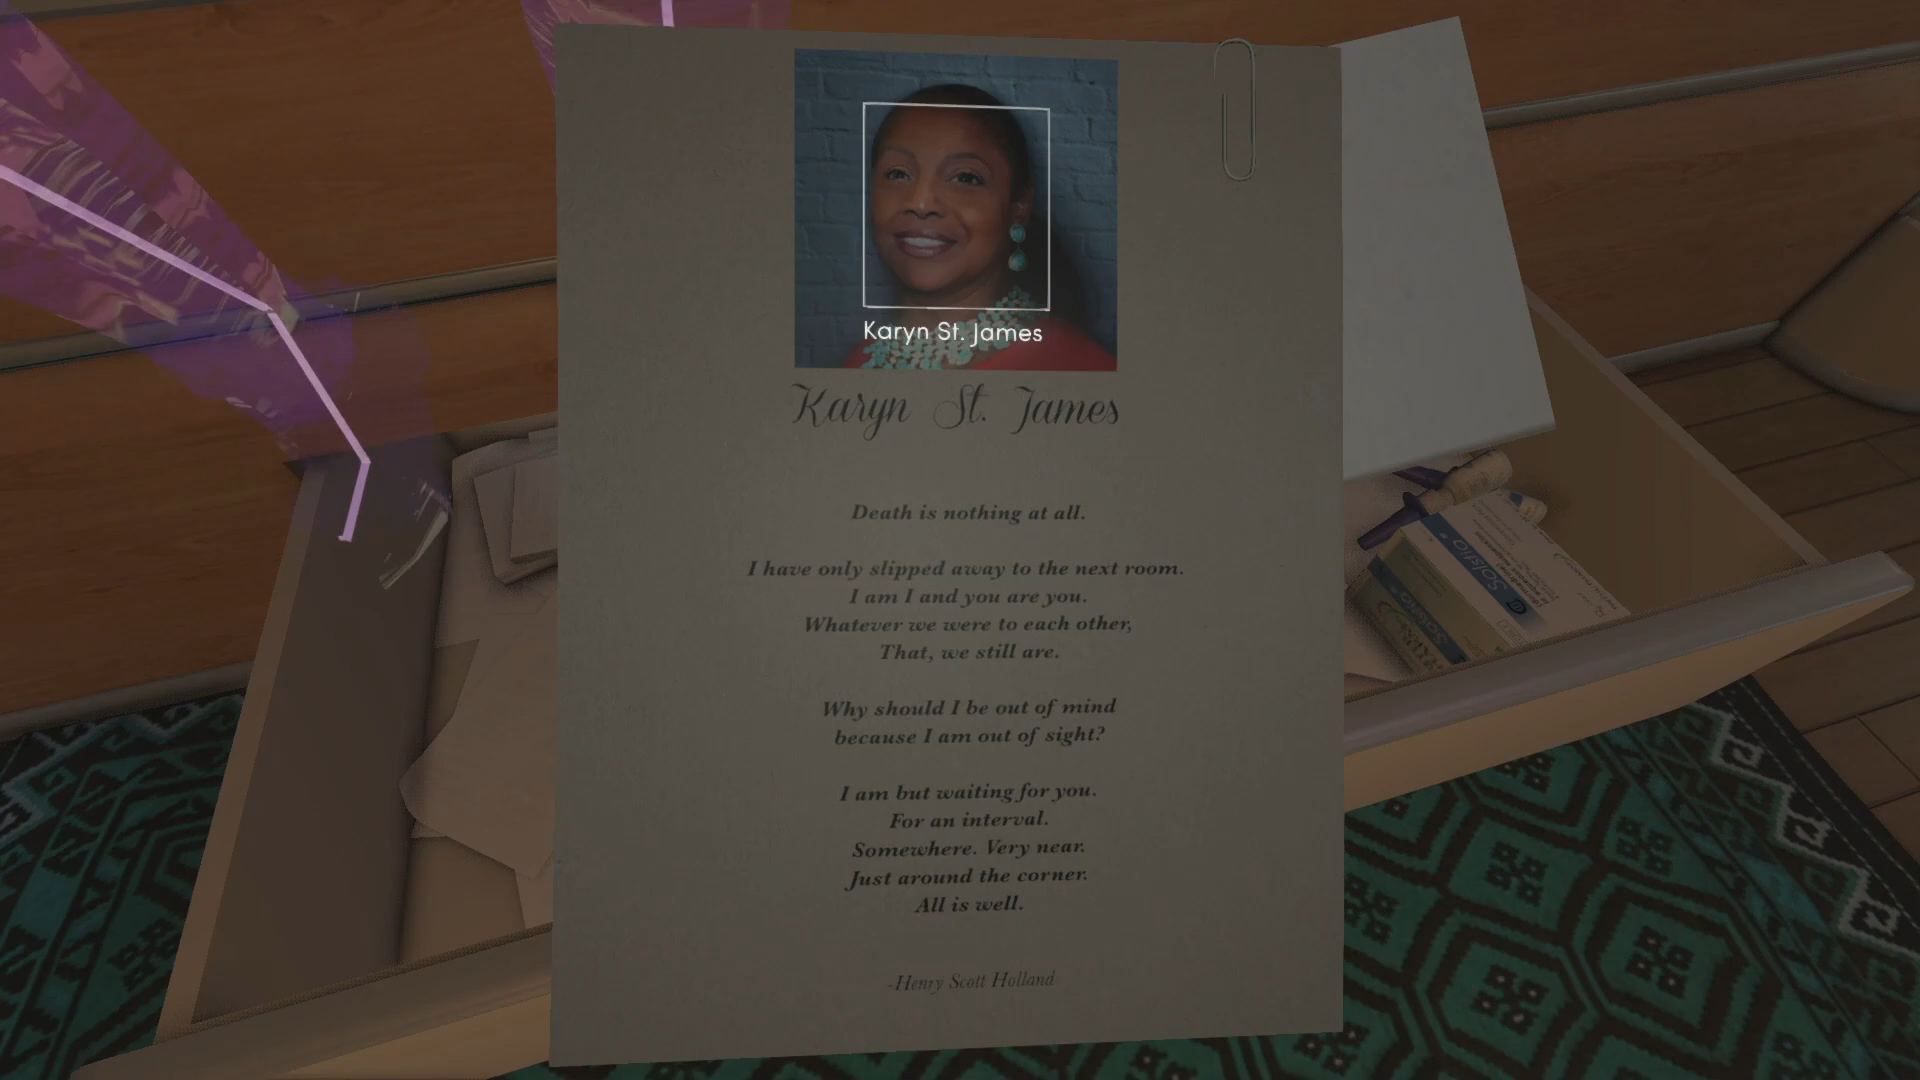 Karyn St. James
Karyn St. James
Death is nothing at all.
I have only slipped away to the next room.
I am I and you are you.
Whatever we were to each other,
That, we still are.
Why should I be out of mind
because I am out of sight?
I am but waiting for you.
For an interval.
Somewhere. Very near.
Just around the corner.
All is well.
-Henry Scott Holland
Solstio
Solstio